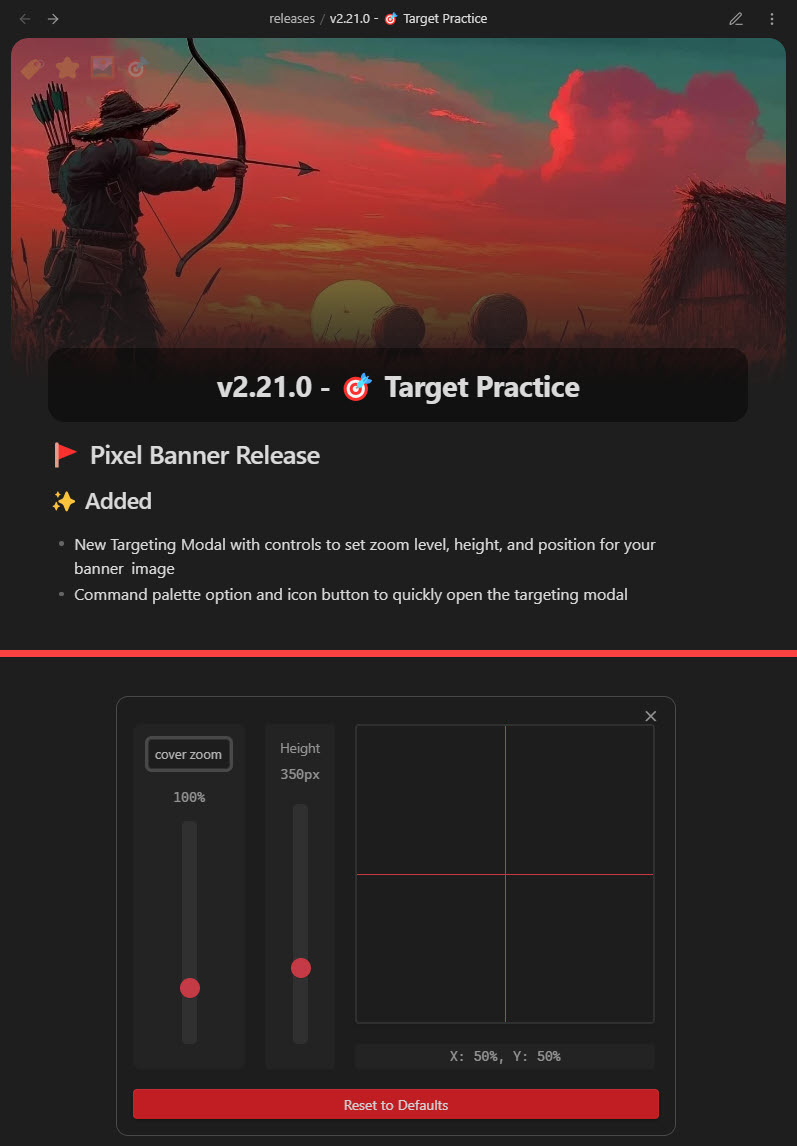 releases / v2.21.0 - 🎯 Target Practice
v2.21.0 - 🎯 Target Practice
🚩 Pixel Banner Release
✨ Added
• New Targeting Modal with controls to set zoom level, height, and position for your
banner image
• Command palette option and icon button to quickly open the targeting modal
cover zoom
100%
Height
350px
X: 50%, Y: 50%
Reset to Defaults